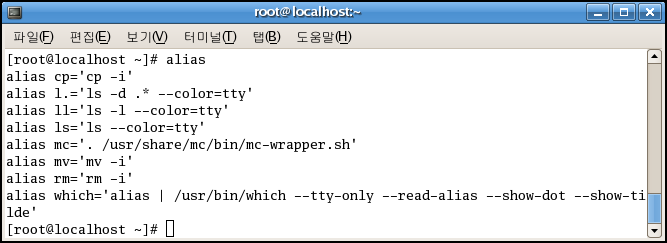 root@localhost:~
파일(F) 편집(E) 보기(V) 터미널(T) 탭(B) 도움말(H)
[root@localhost ~]# alias
alias cp='cp -i'
alias l.='ls -d .* --color=tty'
alias ll='ls -l --color=tty'
alias ls='ls --color=tty'
alias mc='. /usr/share/mc/bin/mc-wrapper.sh'
alias mv='mv -i'
alias rm='rm -i'
alias which='alias | /usr/bin/which --tty-only --read-alias --show-dot --show-ti
lde'
[root@localhost ~]#